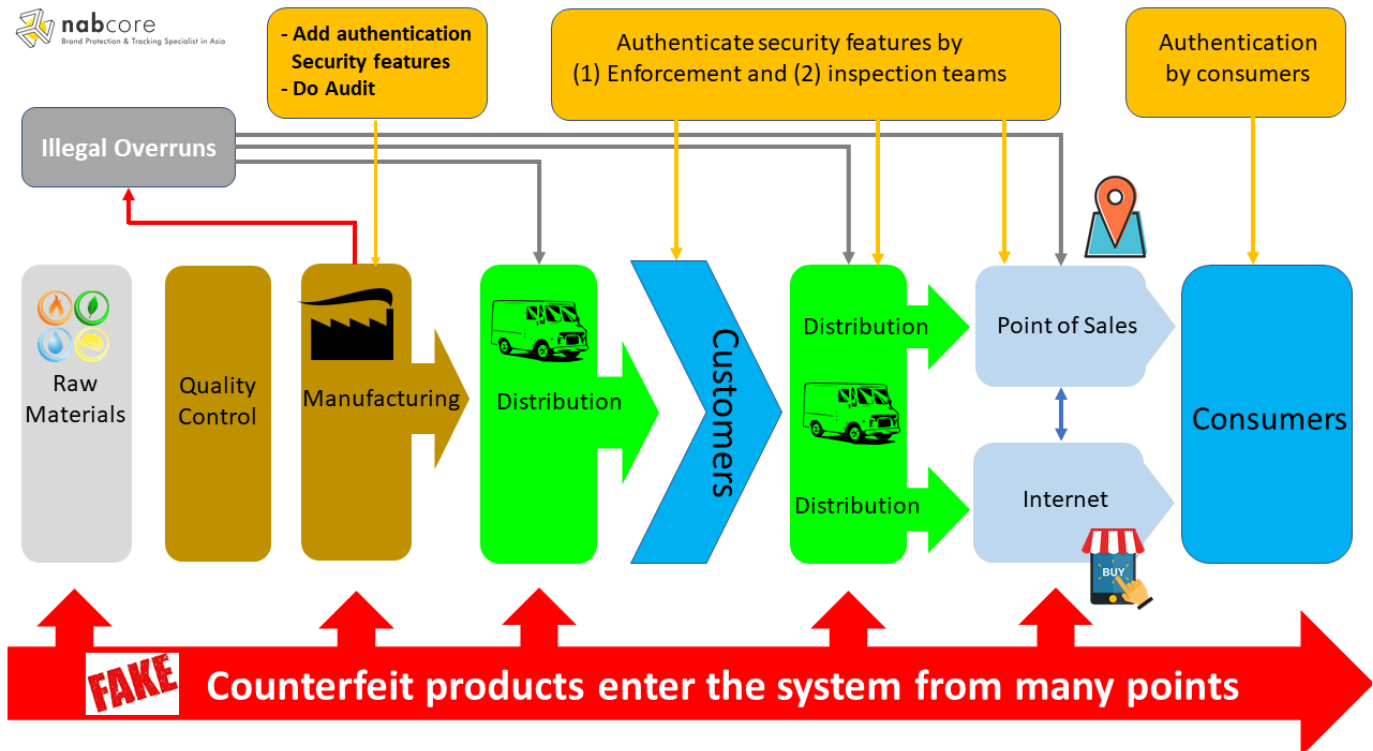 nabcore
Brand Protection & Tracking Specialist in Asia
- Add authentication
Security features
- Do Audit
Authenticate security features by
(1) Enforcement and (2) inspection teams
Authentication
by consumers
Illegal Overruns
Raw
Materials
Quality
Control
Manufacturing
Distribution
Customers
Distribution
Distribution
Point of Sales
Internet
BUY
Consumers
FAKE
Counterfeit products enter the system from many points